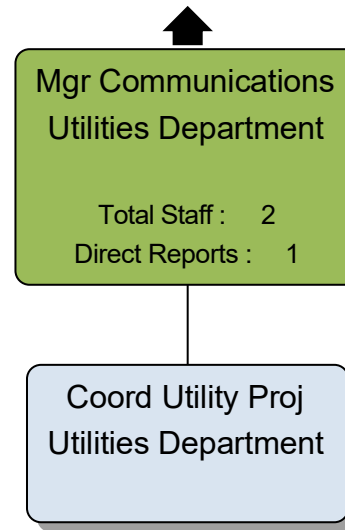 Mgr Communications
Utilities Department
Total Staff : 2
Direct Reports : 1
Coord Utility Proj
Utilities Department